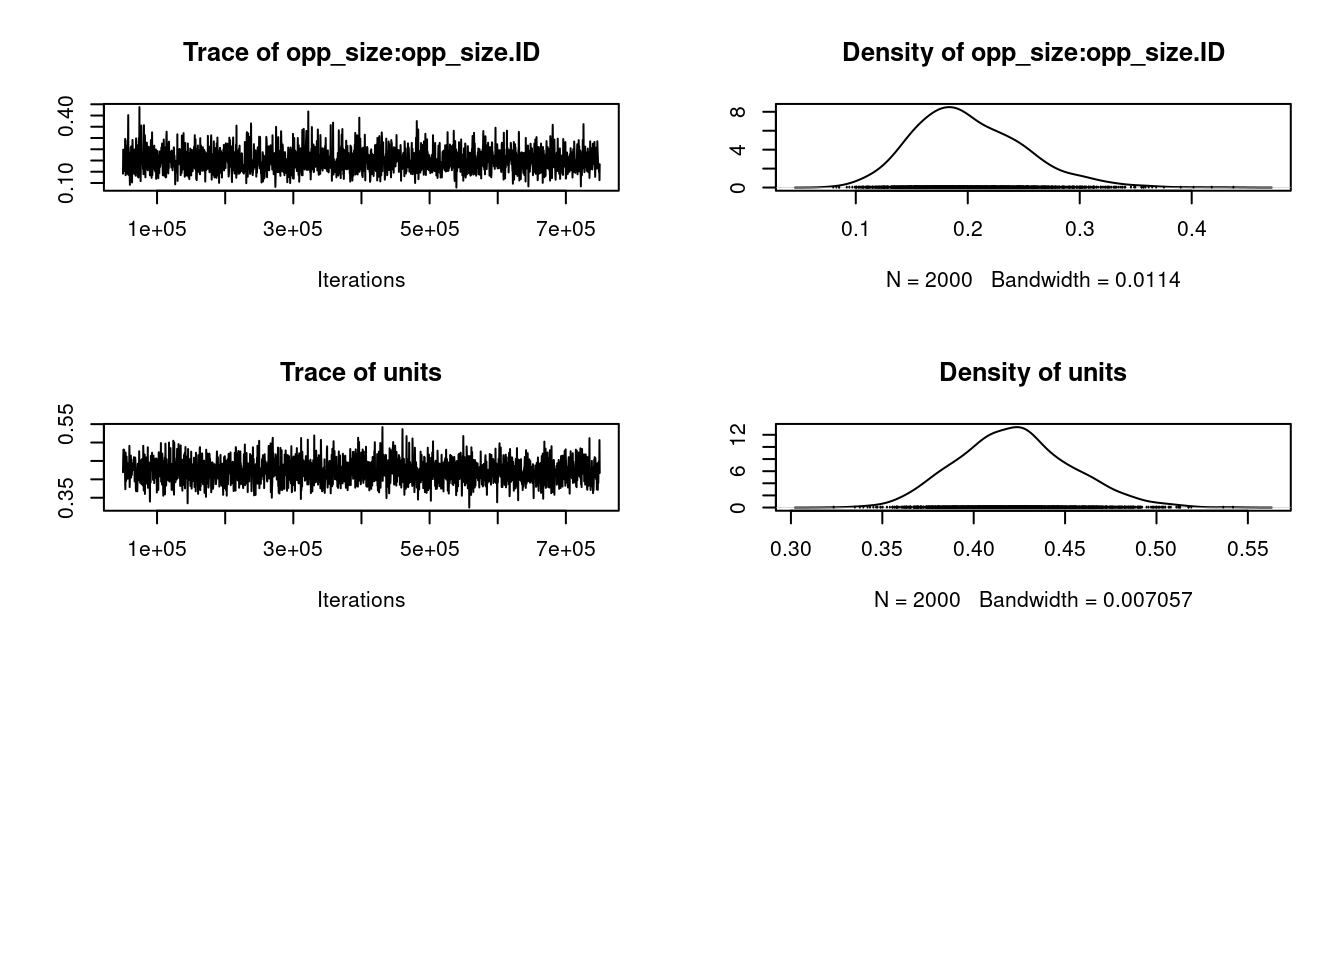 Trace of opp_size:opp_size.ID
0.10 0.40
1e+05 3e+05 5e+05 7e+05
Iterations
Density of opp_size:opp_size.ID
0 4 8
0.1 0.2 0.3 0.4
N = 2000 Bandwidth = 0.0114
Trace of units
0.35 0.55
1e+05 3e+05 5e+05 7e+05
Iterations
Density of units
0 6 12
0.30 0.35 0.40 0.45 0.50 0.55
N = 2000 Bandwidth = 0.007057